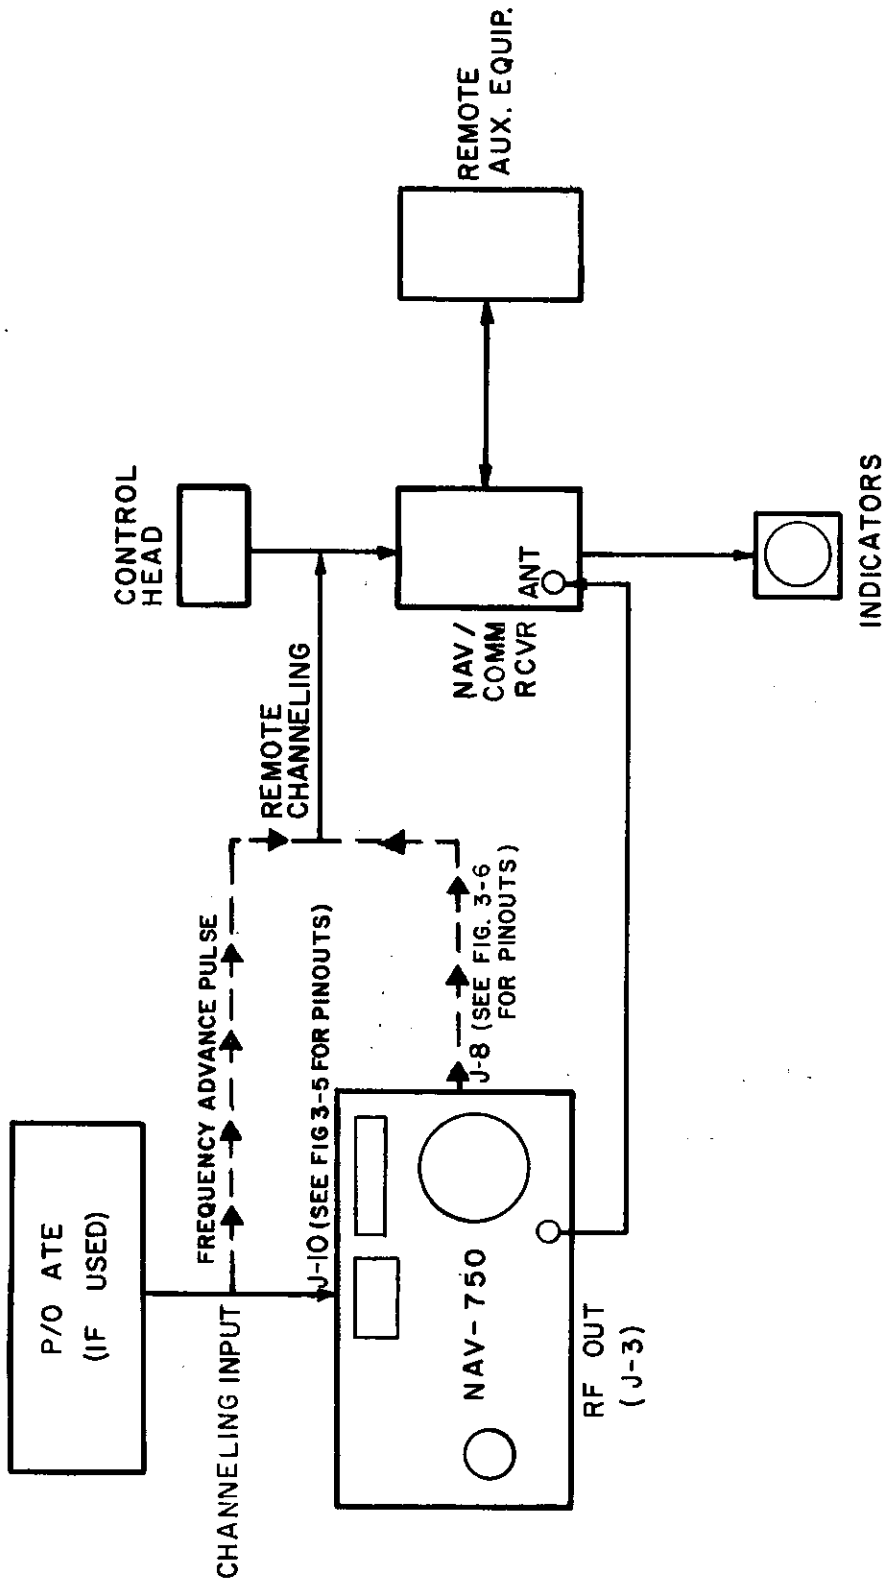 P/O ATE
(IF USED)
CHANNELING INPUT
FREQUENCY ADVANCE PULSE
J-10 (SEE FIG 3-5 FOR PINOUTS)
NAV-750
RF OUT
(J-3)
J-8 (SEE FIG. 3-6
FOR PINOUTS)
REMOTE
CHANNELING
CONTROL
HEAD
NAV/
COMM
RCVR
ANT
REMOTE
AUX. EQUIP.
INDICATORS